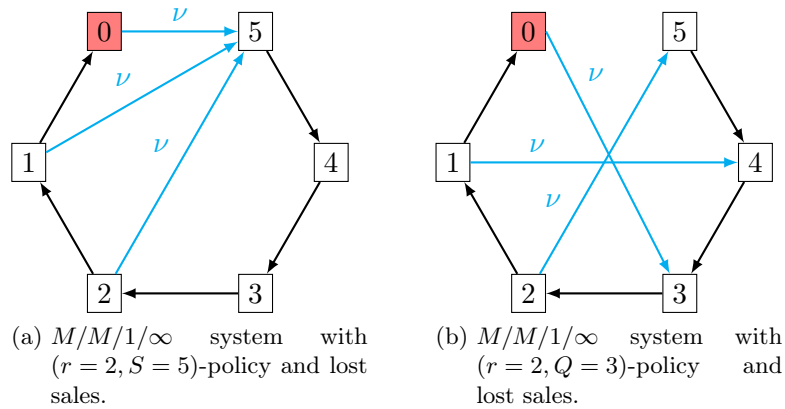 ν
0
5
ν
ν
1
4
2
3
(a) M/M/1/∞ system with
(r = 2, S = 5)-policy and lost
sales.
0
5
ν
1
ν
4
ν
2
3
(b) M/M/1/∞ system with
(r = 2, Q = 3)-policy and
lost sales.